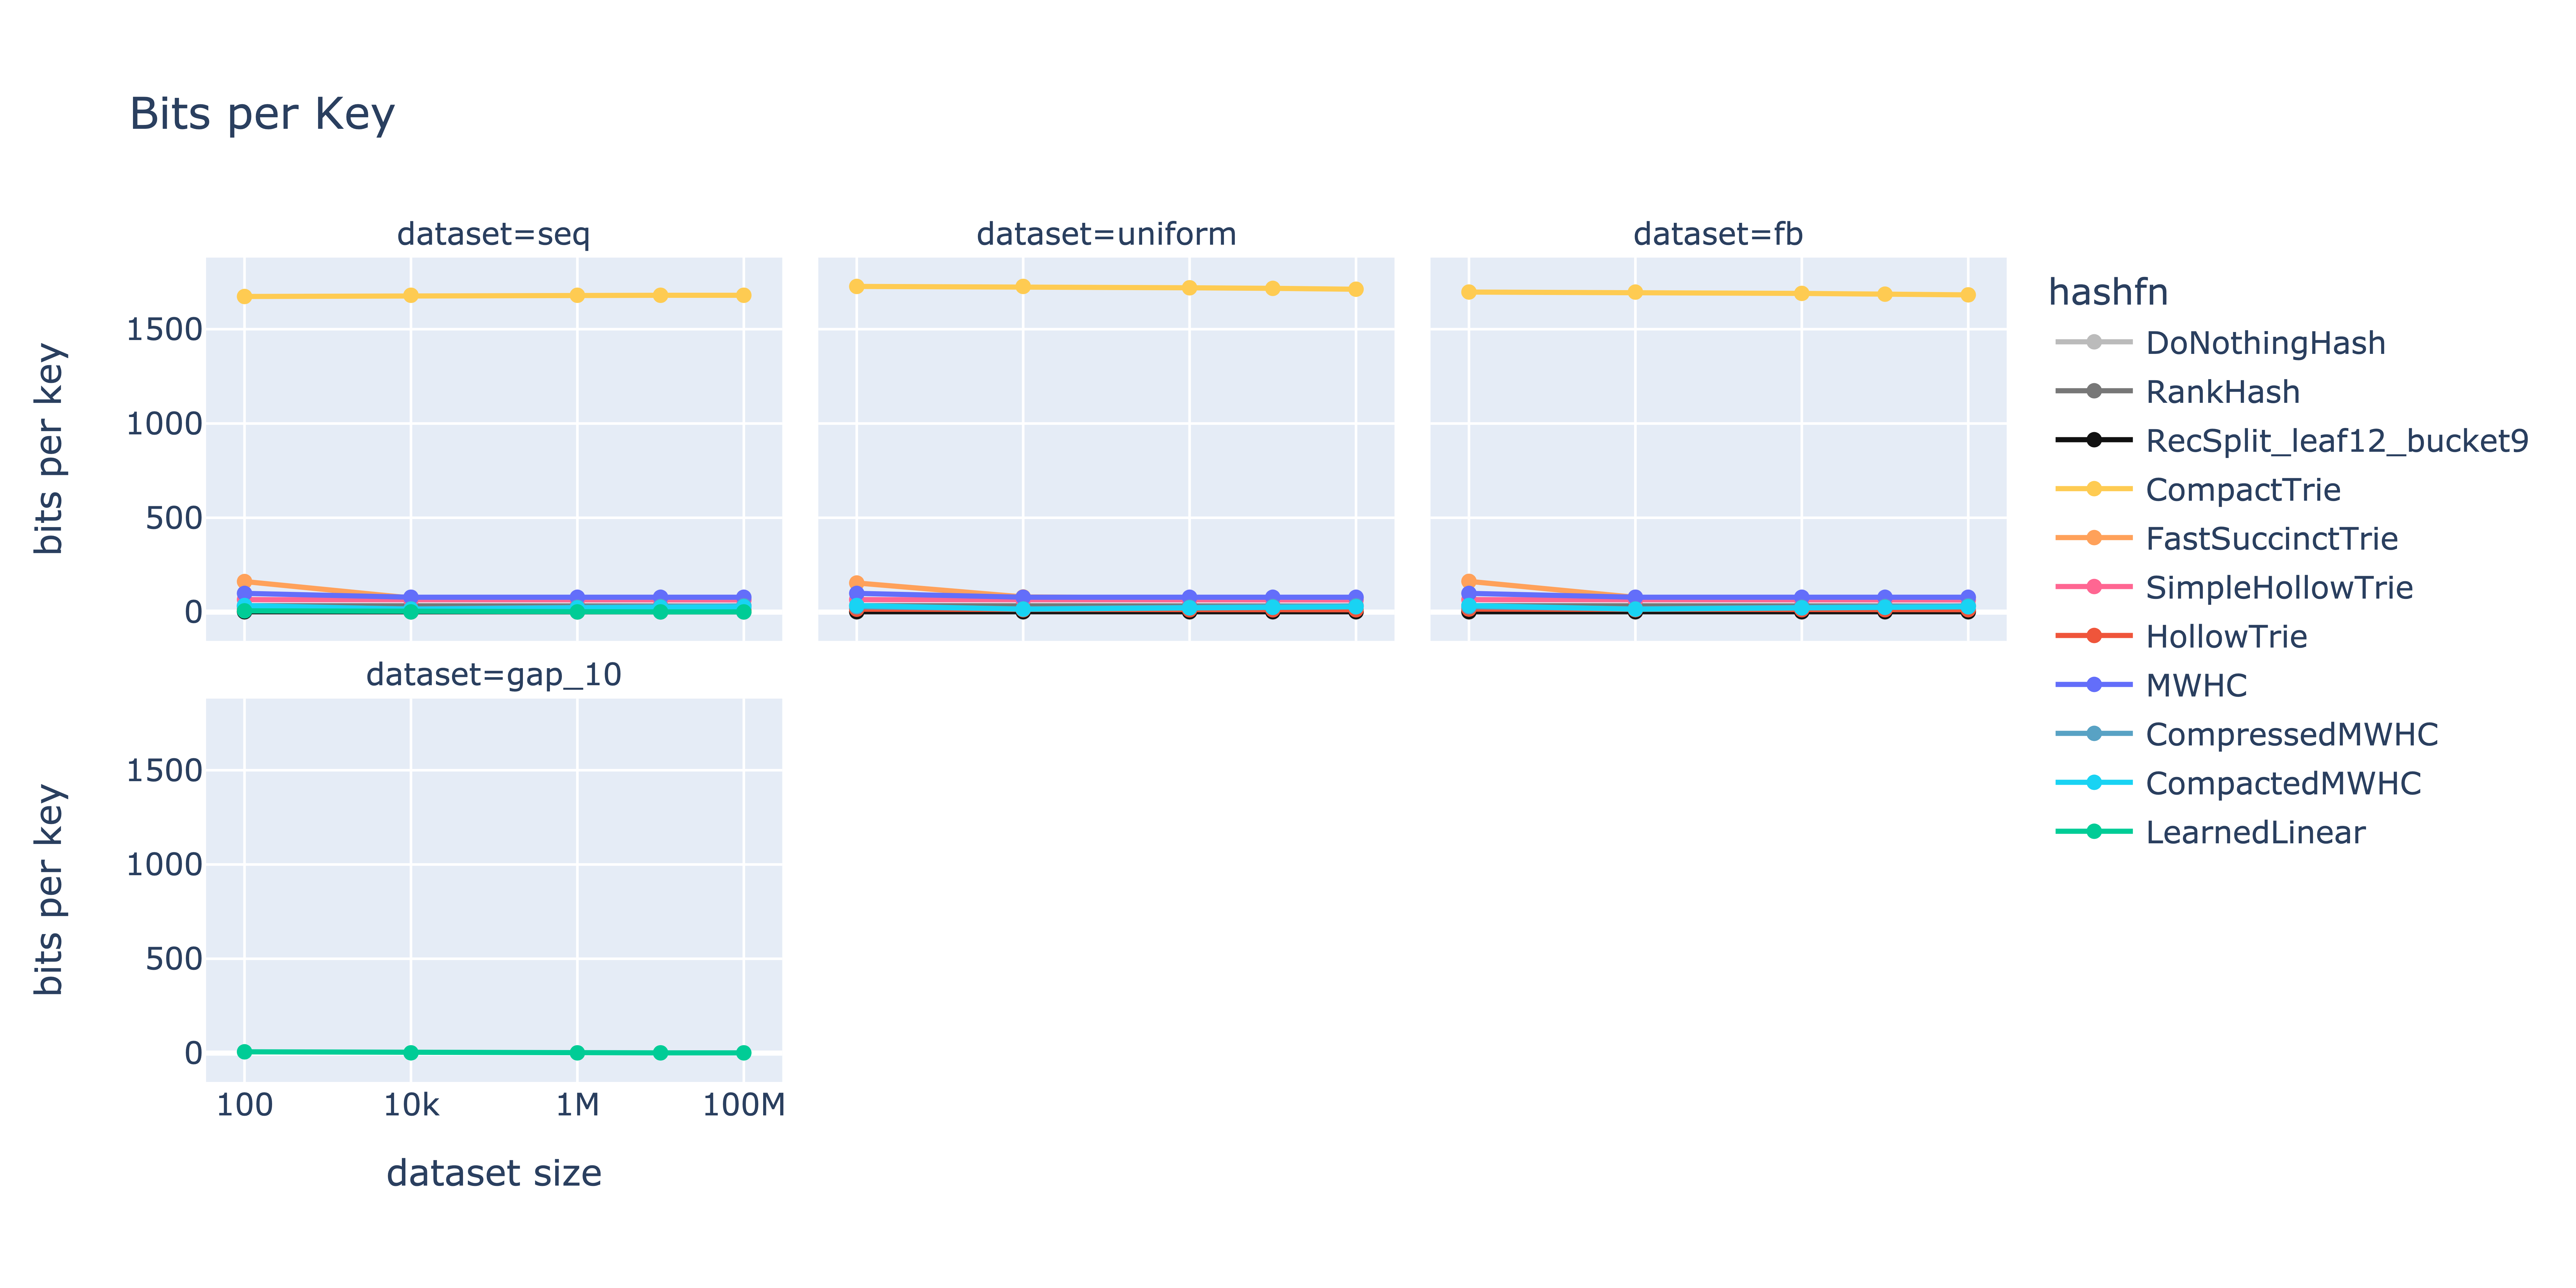 Bits per Key
dataset=seq
dataset=uniform
dataset=fb
bits per key
1500
1000
500
0
dataset=gap_10
bits per key
1500
1000
500
0
100
10k
1M
100M
dataset size
hashfn
DoNothingHash
RankHash
RecSplit_leaf12_bucket9
CompactTrie
FastSuccinctTrie
SimpleHollowTrie
HollowTrie
MWHC
CompressedMWHC
CompactedMWHC
LearnedLinear